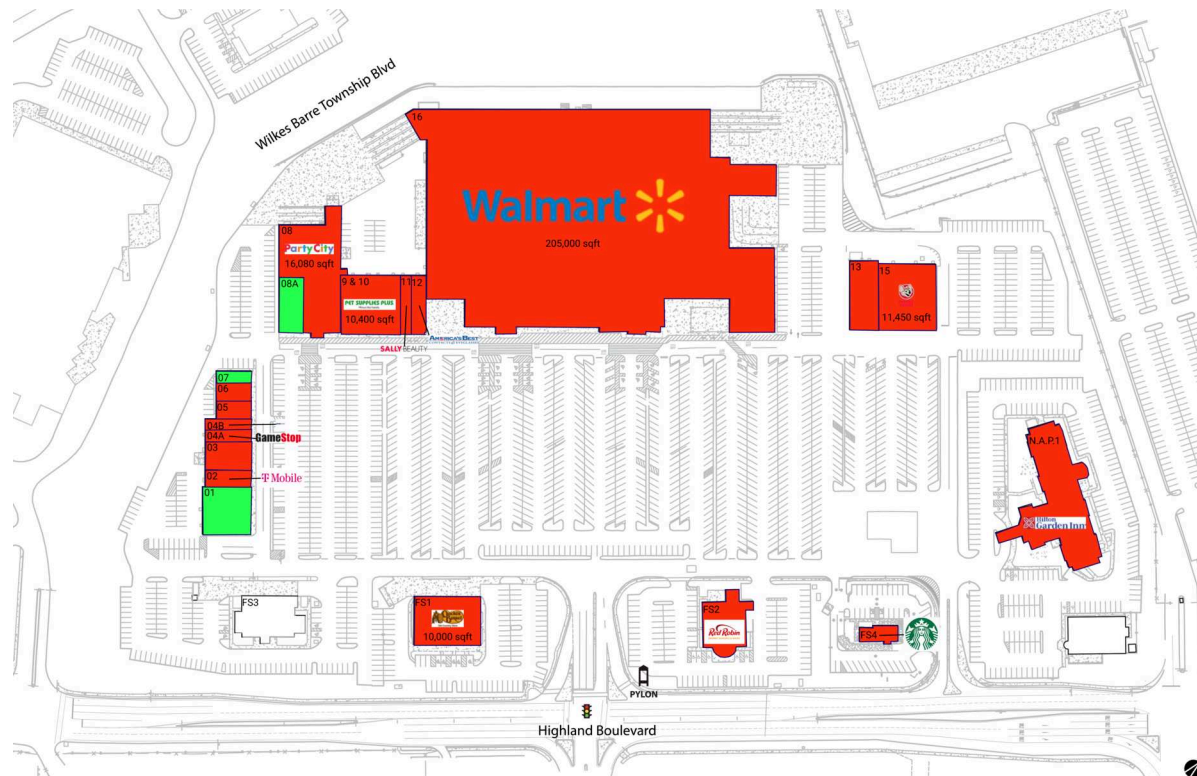 Wilkes Barre Township Blvd
16
Walmart
205,000 sqft
08
PartyCity
16,080 sqft
08A
9 & 10
PET SUPPLIES PLUS
10,400 sqft
11
12
SALLY BEAUTY
AMERICA'S BEST
13
15
11,450 sqft
07
06
05
04B
04A
GameStop
03
02
T Mobile
01
N.A.P.1
Hilton
Garden Inn
FS3
FS1
10,000 sqft
FS2
Red Robin
FS4
PYLON
Highland Boulevard